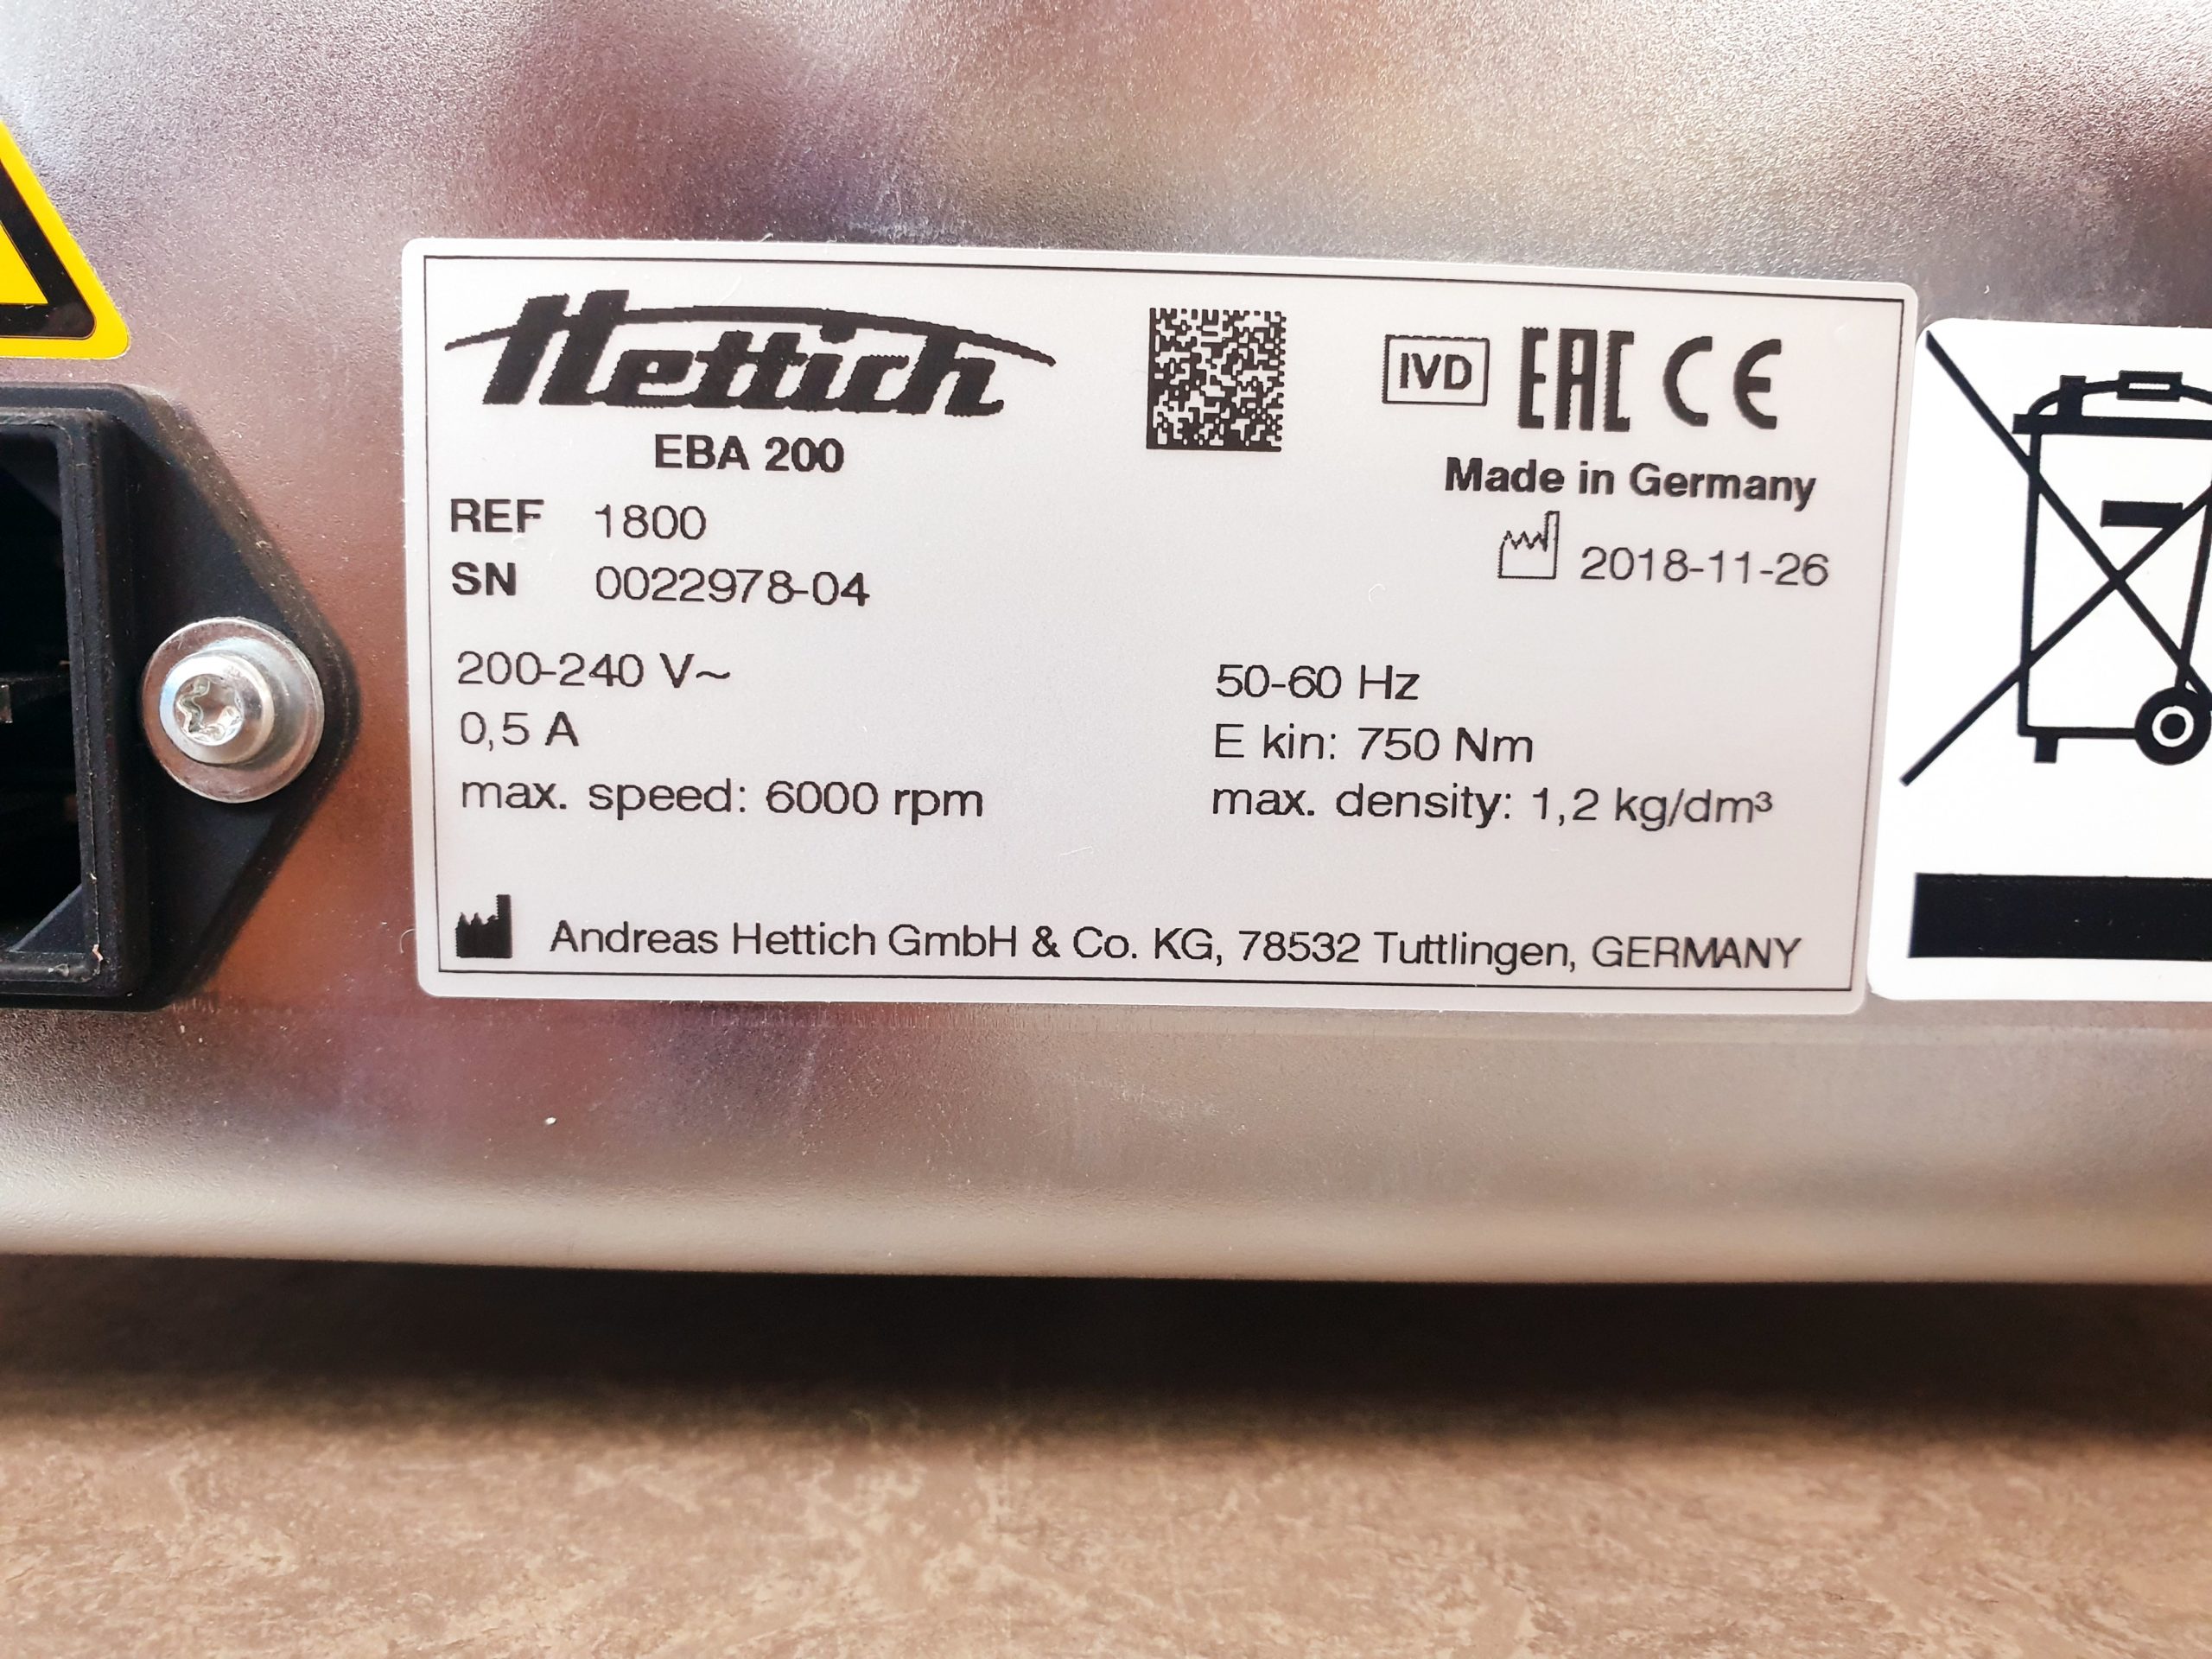 Hettich
EBA 200
IVD EAC CE
Made in Germany
2018-11-26
REF 1800
SN 0022978-04
200-240 V~
50-60 Hz
0,5 A
E kin: 750 Nm
max. speed: 6000 rpm
max. density: 1,2 kg/dm³
Andreas Hettich GmbH & Co. KG, 78532 Tuttlingen, GERMANY